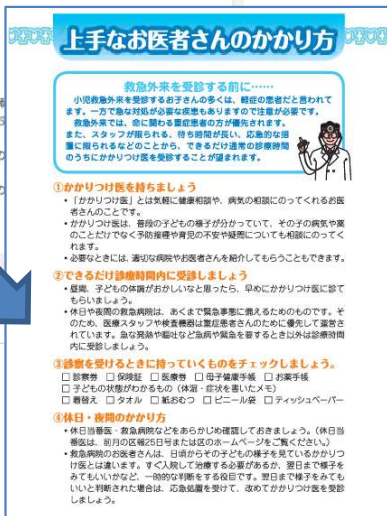 上手なお医者さんのかかり方
救急外来を受診する前に……
小児救急外来を受診するお子さんの多くは、軽症の患者だと言われて
ます。一方で急な対処が必要な疾患もありますので注意が必要です。
救急外来では、命に関わる重症患者の方が優先されます。
また、スタッフが限られる、待ち時間が長い、応急的な措
置に限られるなどのことから、できるだけ通常の診療時間
のうちにかかりつけ医を受診することが望まれます。
①かかりつけ医を持ちましょう
・「かかりつけ医」とは気軽に健康相談や、病気の相談にのってくれるお医
者さんのことです。
・かかりつけ医は、普段の子どもの様子が分かっていて、その子の病気や薬
のことだけでなく予防接種や育児の不安や疑問についても相談にのってく
れます。
・必要なときには、適切な病院やお医者さんを紹介してもらうこともできます。
②できるだけ診療時間内に受診しましょう
・昼間、子どもの体調がおかしいなと思ったら、早めにかかりつけ医に診て
もらいましょう。
・休日や夜間の救急病院は、あくまで緊急事態に備えるためのものです。そ
のため、医療スタッフや検査機器は重症患者さんのために優先して運営さ
れています。急な発熱や嘔吐など急病や緊急を要するとき以外は診療時間
内に受診しましょう。
③診察を受けるときに持っていくものをチェックしましょう。
□ 診察券 □ 保険証 □ 医療券 □ 母子健康手帳 □ お薬手帳
□ 子どもの状態がわかるもの(体温・症状を書いたメモ)
□ 着替え □ タオル □ 紙おむつ □ ビニール袋 □ ティッシュペーパー
④休日・夜間のかかり方
・休日当番医・救急病院などをあらかじめ確認しておきましょう。(休日当
番医は、前月の区報25日号または区のホームページをご覧ください。)
・救急病院のお医者さんは、日頃からその子どもの様子を見ているかかりつ
け医とは違います。すぐ入院して治療する必要があるか、翌日まで様子を
みてもいいかなど、一時的な判断をする役目です。翌日まで様子をみても
いいと判断された場合は、応急処置を受けて、改めてかかりつけ医を受診
しましょう。